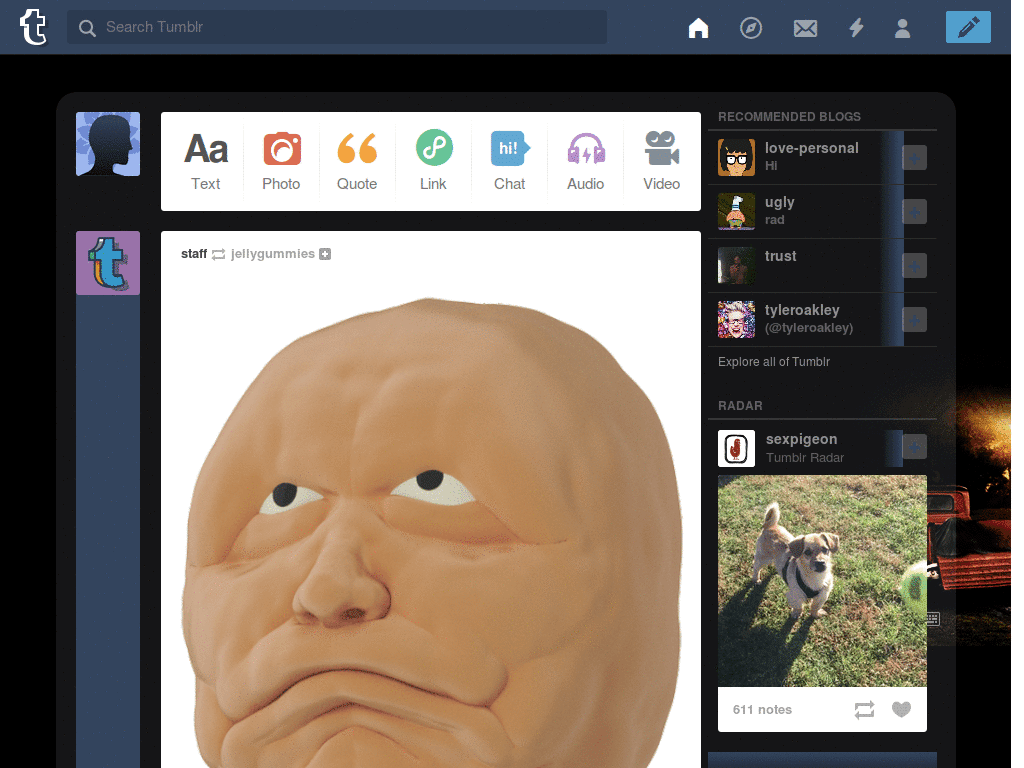 Search Tumblr
Aa
hi!
Text
Photo
Quote
Link
Chat
Audio
Video
staff jellygummies
RECOMMENDED BLOGS
love-personal
Hi
ugly
rad
trust
tyleroakley
(@tyleroakley)
Explore all of Tumblr
RADAR
sexpigeon
Tumblr Radar
611 notes